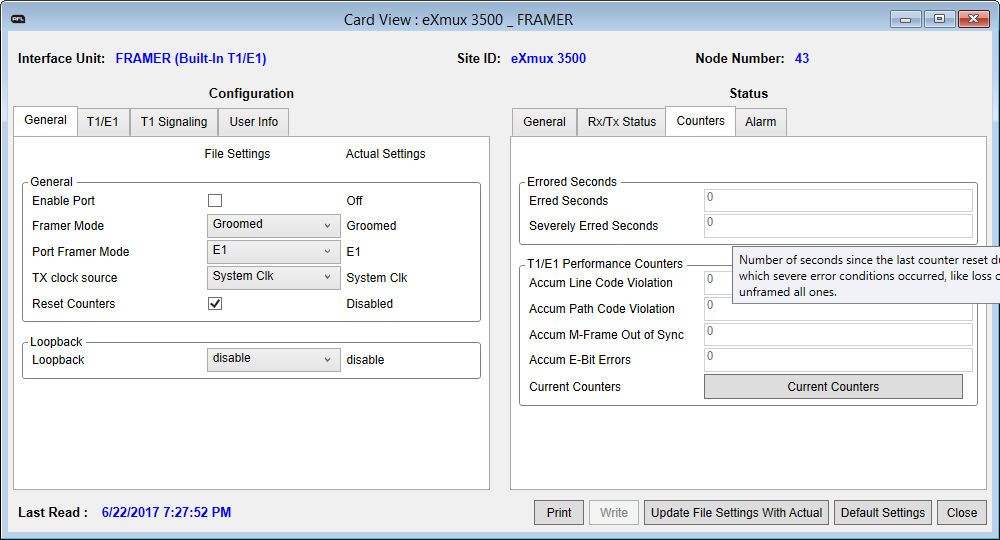 RFL
Card View : eXmux 3500 _ FRAMER
Interface Unit: FRAMER (Built-In T1/E1) Site ID: eXmux 3500 Node Number: 43
Configuration
General T1/E1 T1 Signaling User Info
File Settings Actual Settings
General
Enable Port Off
Framer Mode Groomed Groomed
Port Framer Mode E1 E1
TX clock source System Clk System Clk
Reset Counters Disabled
Loopback
Loopback disable disable
Status
General Rx/Tx Status Counters Alarm
Errored Seconds
Erred Seconds 0
Severely Erred Seconds 0
Number of seconds since the last counter reset
which severe error conditions occurred, like loss
unframed all ones.
T1/E1 Performance Counters
Accum Line Code Violation 0
Accum Path Code Violation 0
Accum M-Frame Out of Sync 0
Accum E-Bit Errors 0
Current Counters Current Counters
Last Read : 6/22/2017 7:27:52 PM
Print Write Update File Settings With Actual Default Settings Close